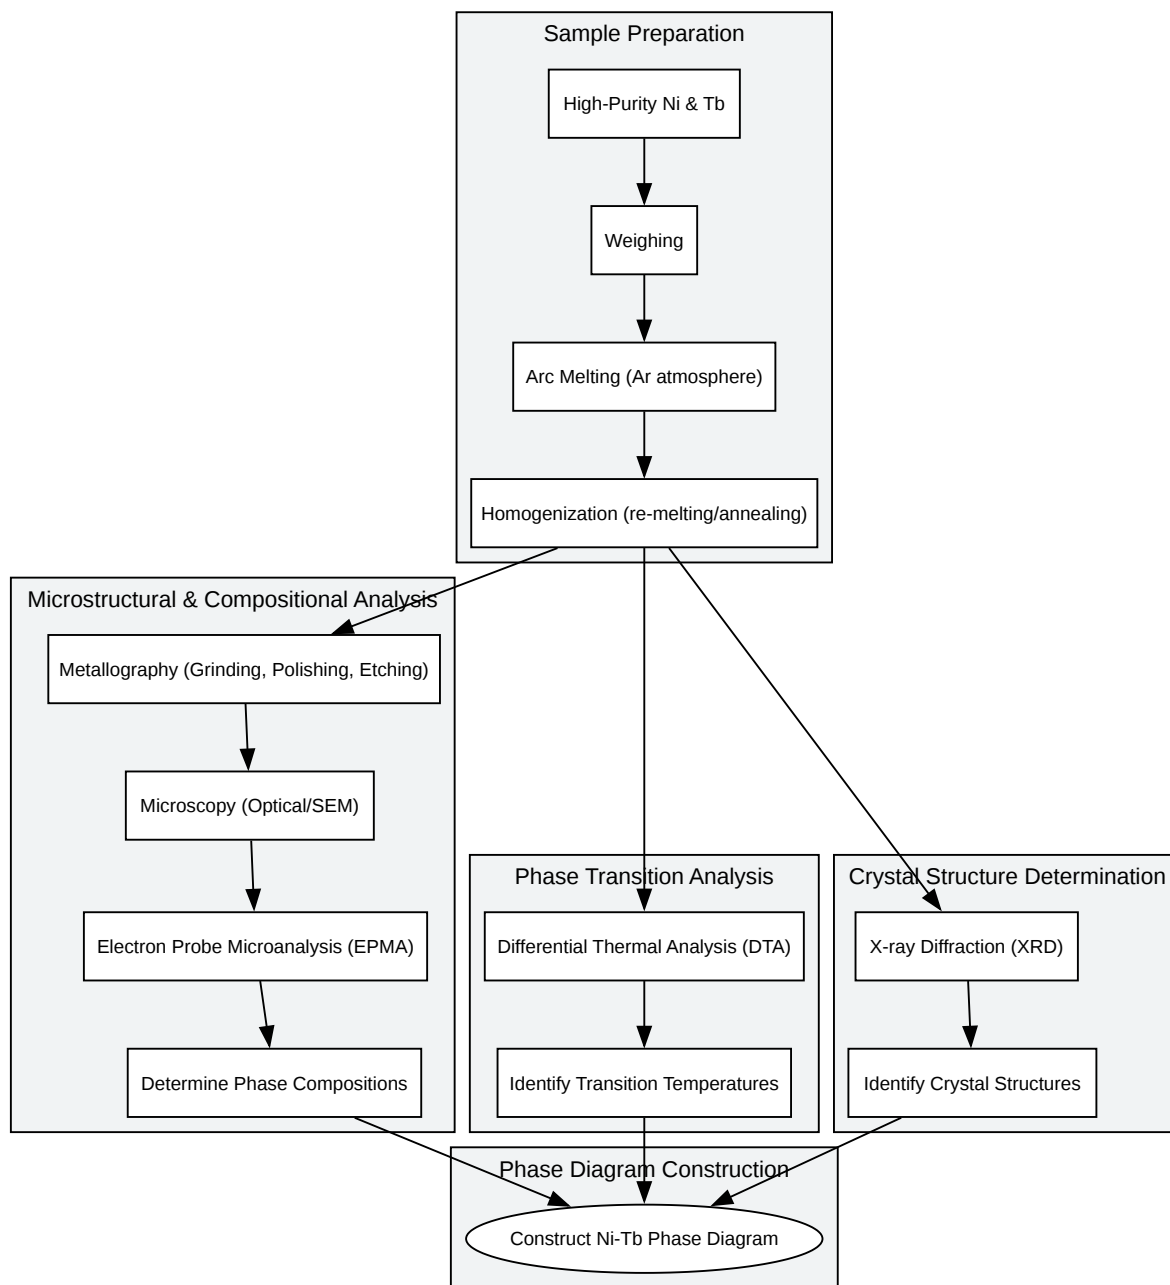 Sample Preparation
High-Purity Ni & Tb
Weighing
Arc Melting (Ar atmosphere)
Homogenization (re-melting/annealing)
Microstructural & Compositional Analysis
Metallography (Grinding, Polishing, Etching)
Microscopy (Optical/SEM)
Electron Probe Microanalysis (EPMA)
Determine Phase Compositions
Phase Transition Analysis
Differential Thermal Analysis (DTA)
Identify Transition Temperatures
Crystal Structure Determination
X-ray Diffraction (XRD)
Identify Crystal Structures
Phase Diagram Construction
Construct Ni-Tb Phase Diagram